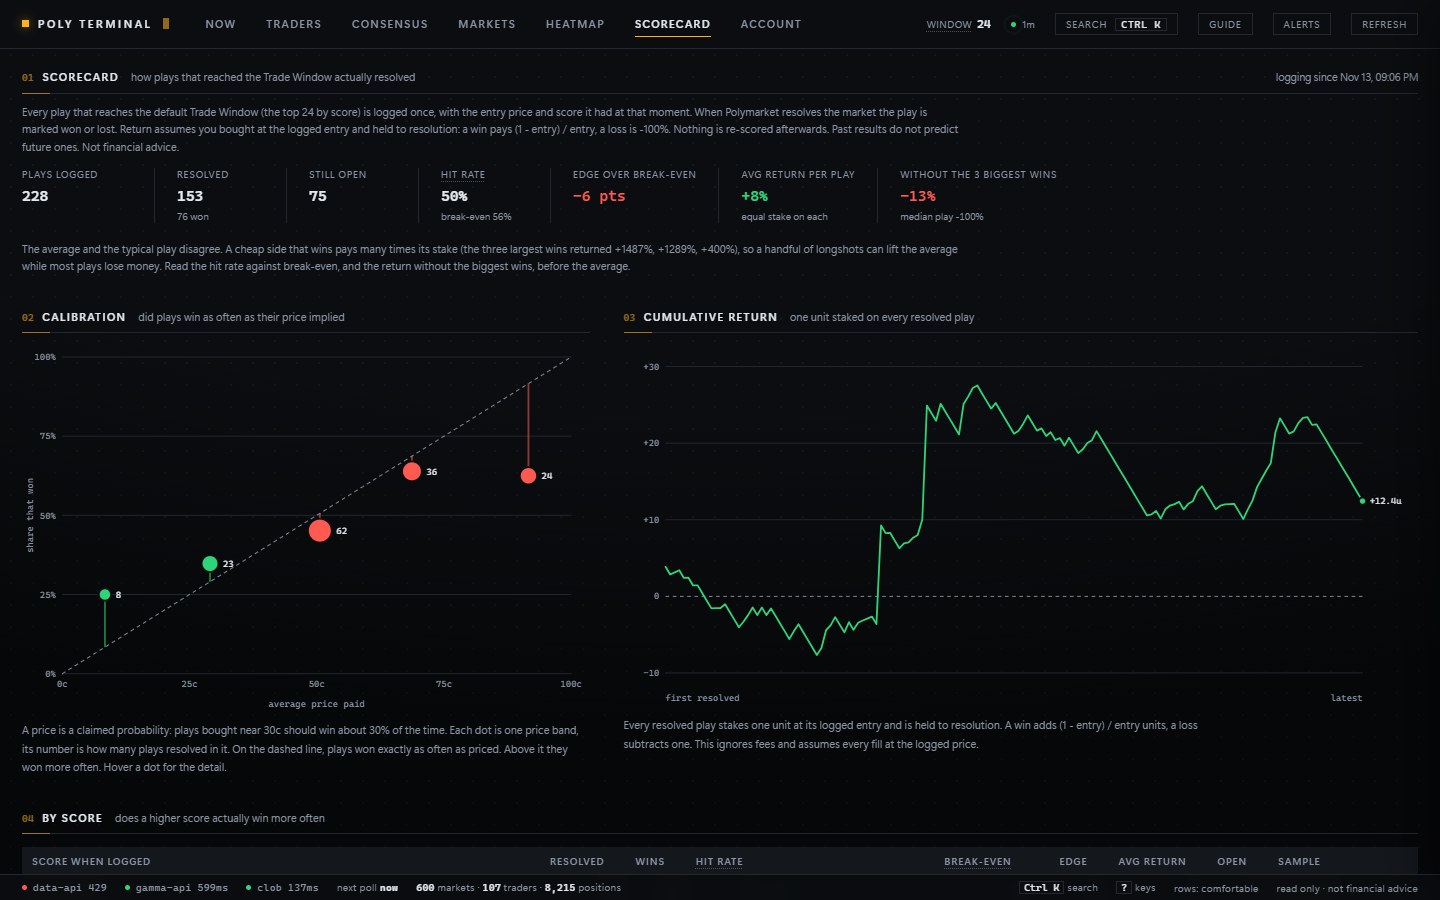 POLY TERMINAL
NOW TRADERS CONSENSUS MARKETS HEATMAP SCORECARD ACCOUNT
WINDOW 24 1m SEARCH CTRL K GUIDE ALERTS REFRESH
01 SCORECARD how plays that reached the Trade Window actually resolved
logging since Nov 13, 09:06 PM
Every play that reaches the default Trade Window (the top 24 by score) is logged once, with the entry price and score it had at that moment. When Polymarket resolves the market the play is
marked won or lost. Return assumes you bought at the logged entry and held to resolution: a win pays (1 - entry) / entry, a loss is -100%. Nothing is re-scored afterwards. Past results do not predict
future ones. Not financial advice.
PLAYS LOGGED RESOLVED STILL OPEN HIT RATE EDGE OVER BREAK-EVEN AVG RETURN PER PLAY WITHOUT THE 3 BIGGEST WINS
228 153 75 50% −6 pts +8% −13%
76 won break-even 56% equal stake on each median play -100%
The average and the typical play disagree. A cheap side that wins pays many times its stake (the three largest wins returned +1487%, +1289%, +400%), so a handful of longshots can lift the average
while most plays lose money. Read the hit rate against break-even, and the return without the biggest wins, before the average.
02 CALIBRATION did plays win as often as their price implied
100%
75%
50%
25%
0%
share that won
8
23
62
36
24
0c 25c 50c 75c 100c
average price paid
A price is a claimed probability: plays bought near 30c should win about 30% of the time. Each dot is one price band,
its number is how many plays resolved in it. On the dashed line, plays won exactly as often as priced. Above it they
won more often. Hover a dot for the detail.
03 CUMULATIVE RETURN one unit staked on every resolved play
+30
+20
+10
0
−10
+12.4u
first resolved latest
Every resolved play stakes one unit at its logged entry and is held to resolution. A win adds (1 - entry) / entry units, a loss
subtracts one. This ignores fees and assumes every fill at the logged price.
04 BY SCORE does a higher score actually win more often
SCORE WHEN LOGGED RESOLVED WINS HIT RATE BREAK-EVEN EDGE AVG RETURN OPEN SAMPLE
data-api 429 gamma-api 599ms clob 137ms next poll now 600 markets · 107 traders · 8,215 positions
Ctrl K search ? keys rows: comfortable read only · not financial advice